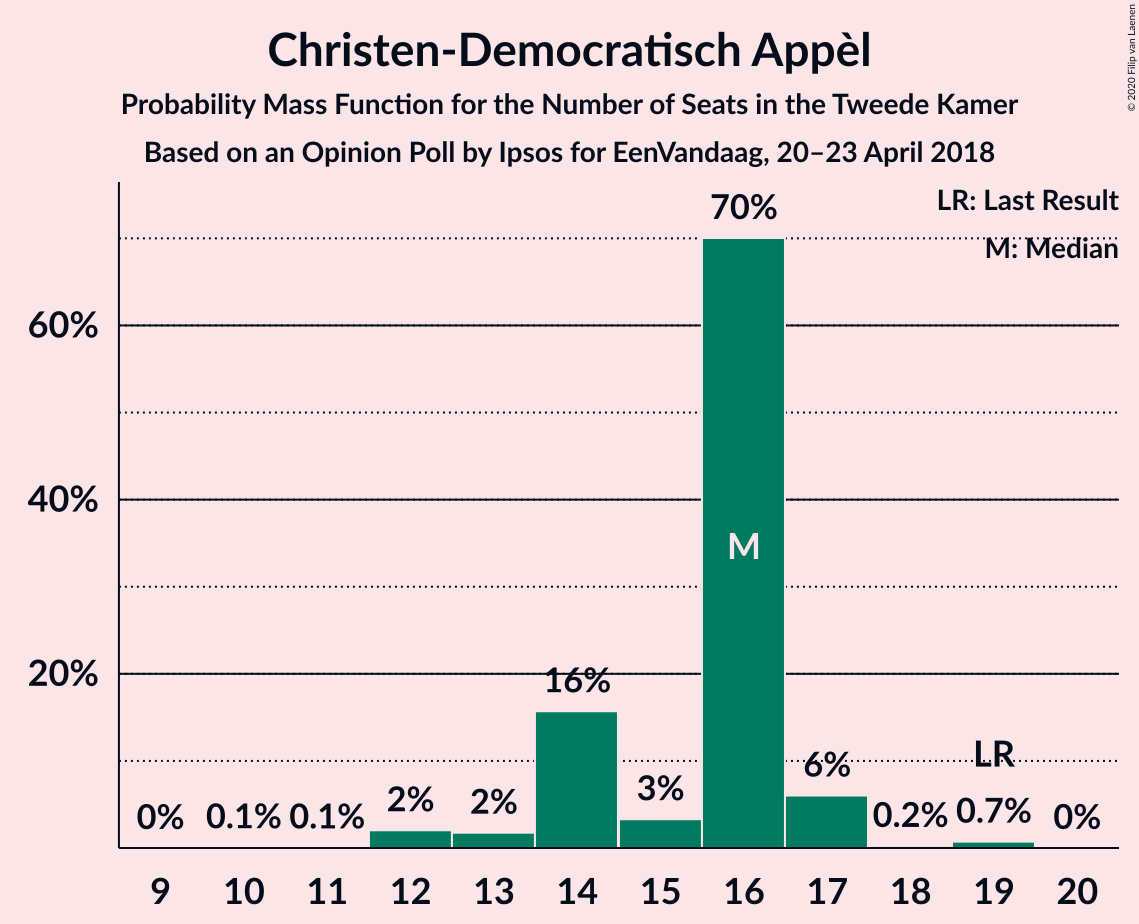 Christen-Democratisch Appèl
Probability Mass Function for the Number of Seats in the Tweede Kamer
Based on an Opinion Poll by Ipsos for EenVandaag, 20–23 April 2018
© 2020 Filip van Laenen
LR: Last Result
M: Median
60%
40%
20%
0%
0.1%
0.1%
2%
2%
16%
3%
70%
M
6%
0.2%
LR
0.7%
0%
9 10 11 12 13 14 15 16 17 18 19 20